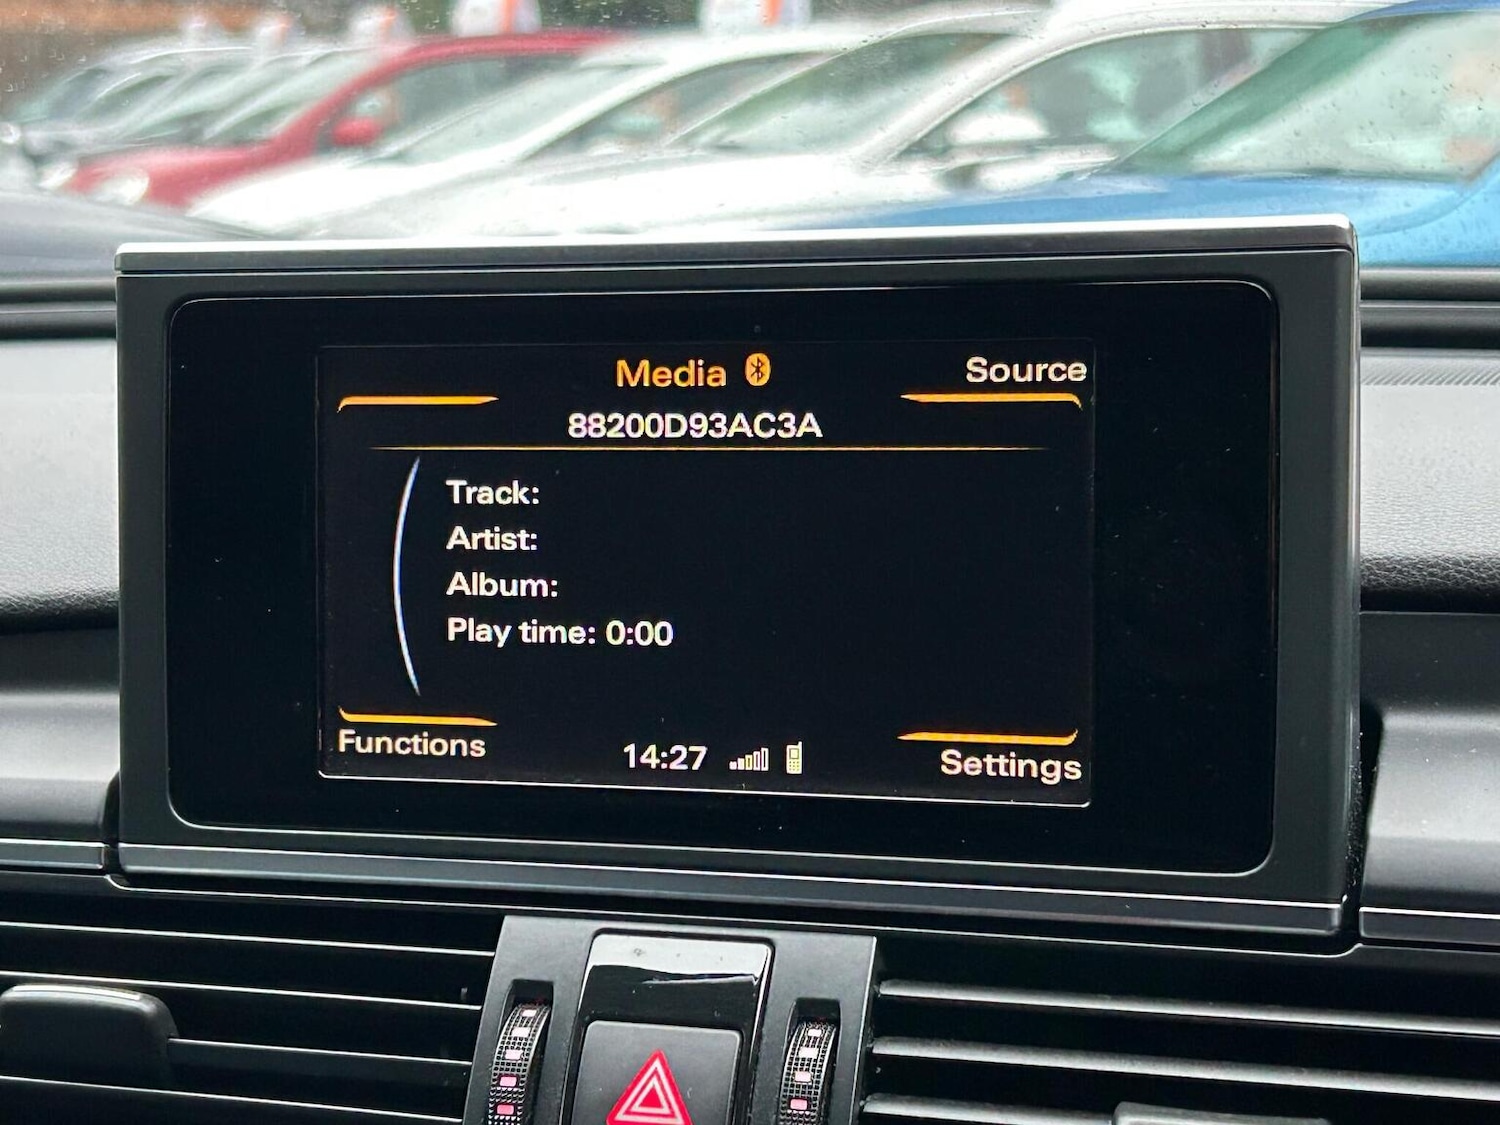 Media
Source
88200D93AC3A
Track:
Artist:
Album:
Play time: 0:00
Functions
14:27
Settings